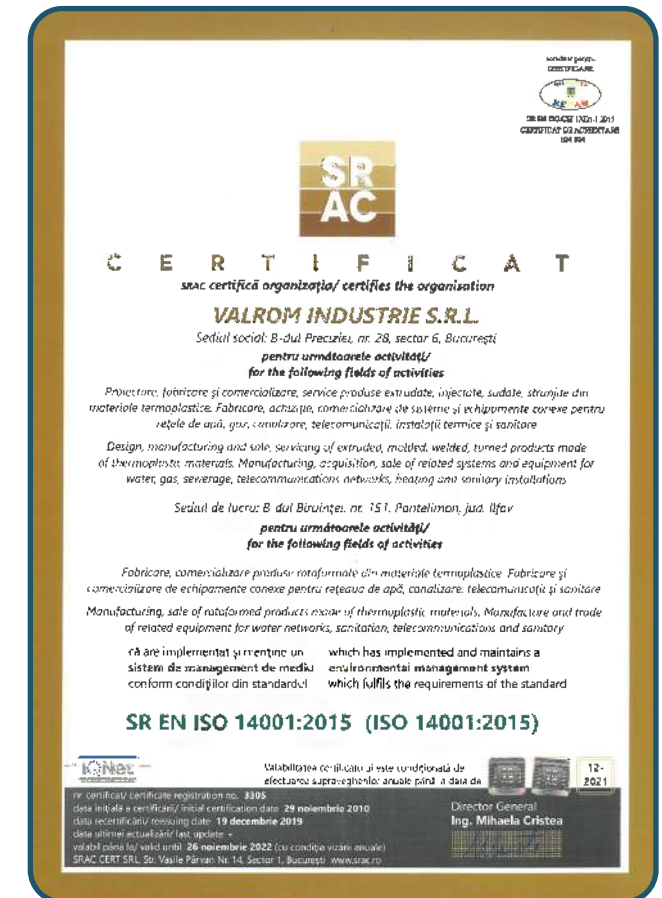 SR EN ISO/CEI 17021-1:2015
CERTIFICAT DE ACREDITARE
SR
AC
CERTIFICAT
SRAC certifică organizația/ certifies the organisation
VALROM INDUSTRIE S.R.L.
Sediul social: B-dul Preciziei, nr. 28, sector 6, București
pentru următoarele activități/
for the following fields of activities
Proiectare, fabricare și comercializare, service produse extrudate, injectate, sudate, strunjite din
materiale termoplastice. Fabricare, achiziție, comercializare de sisteme și echipamente conexe pentru
rețele de apă, gaz, canalizare, telecomunicații, instalații termice și sanitare
Design, manufacturing and sale, servicing of extruded, molded, welded, turned products made
of thermoplastic materials. Manufacturing, acquisition, sale of related systems and equipment for
water, gas, sewerage, telecommunications networks, heating and sanitary installations
Sediul de lucru: B-dul Biruinței, nr. 151, Pantelimon, jud. Ilfov
pentru următoarele activități/
for the following fields of activities
Fabricare, comercializare produse rotoformate din materiale termoplastice. Fabricare și
comercializare de echipamente conexe pentru rețeaua de apă, canalizare, telecomunicații și sanitare
Manufacturing, sale of rotoformed products made of thermoplastic materials. Manufacture and trade
of related equipment for water networks, sanitation, telecommunications and sanitary
că are implementat și menține un which has implemented and maintains a
sistem de management de mediu environmental management system
conform condițiilor din standardul which fulfils the requirements of the standard
SR EN ISO 14001:2015 (ISO 14001:2015)
IQNet
Valabilitatea certificatului este condiționată de
efectuarea supravegherilor anuale până la data de
12-
2021
nr. certificat/ certificate registration no. 3305
data inițială a certificării/ initial certification date 29 noiembrie 2010
data recertificării/ reissuing date 19 decembrie 2019
data ultimei actualizări/ last update -
valabil până la/ valid until 26 noiembrie 2022 (cu condiția vizării anuale)
SRAC CERT SRL, Str. Vasile Pârvan Nr. 14, Sector 1, București www.srac.ro
Director General
Ing. Mihaela Cristea